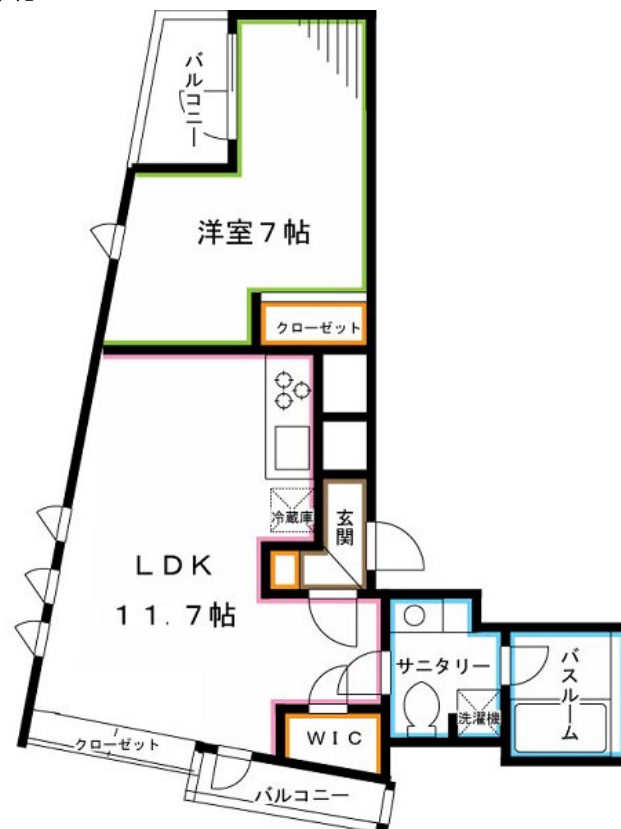 バルコニー
洋室7帖
クローゼット
冷蔵庫
玄関
LDK
11.7帖
サニタリー
バスルーム
洗濯機
WIC
クローゼット
バルコニー